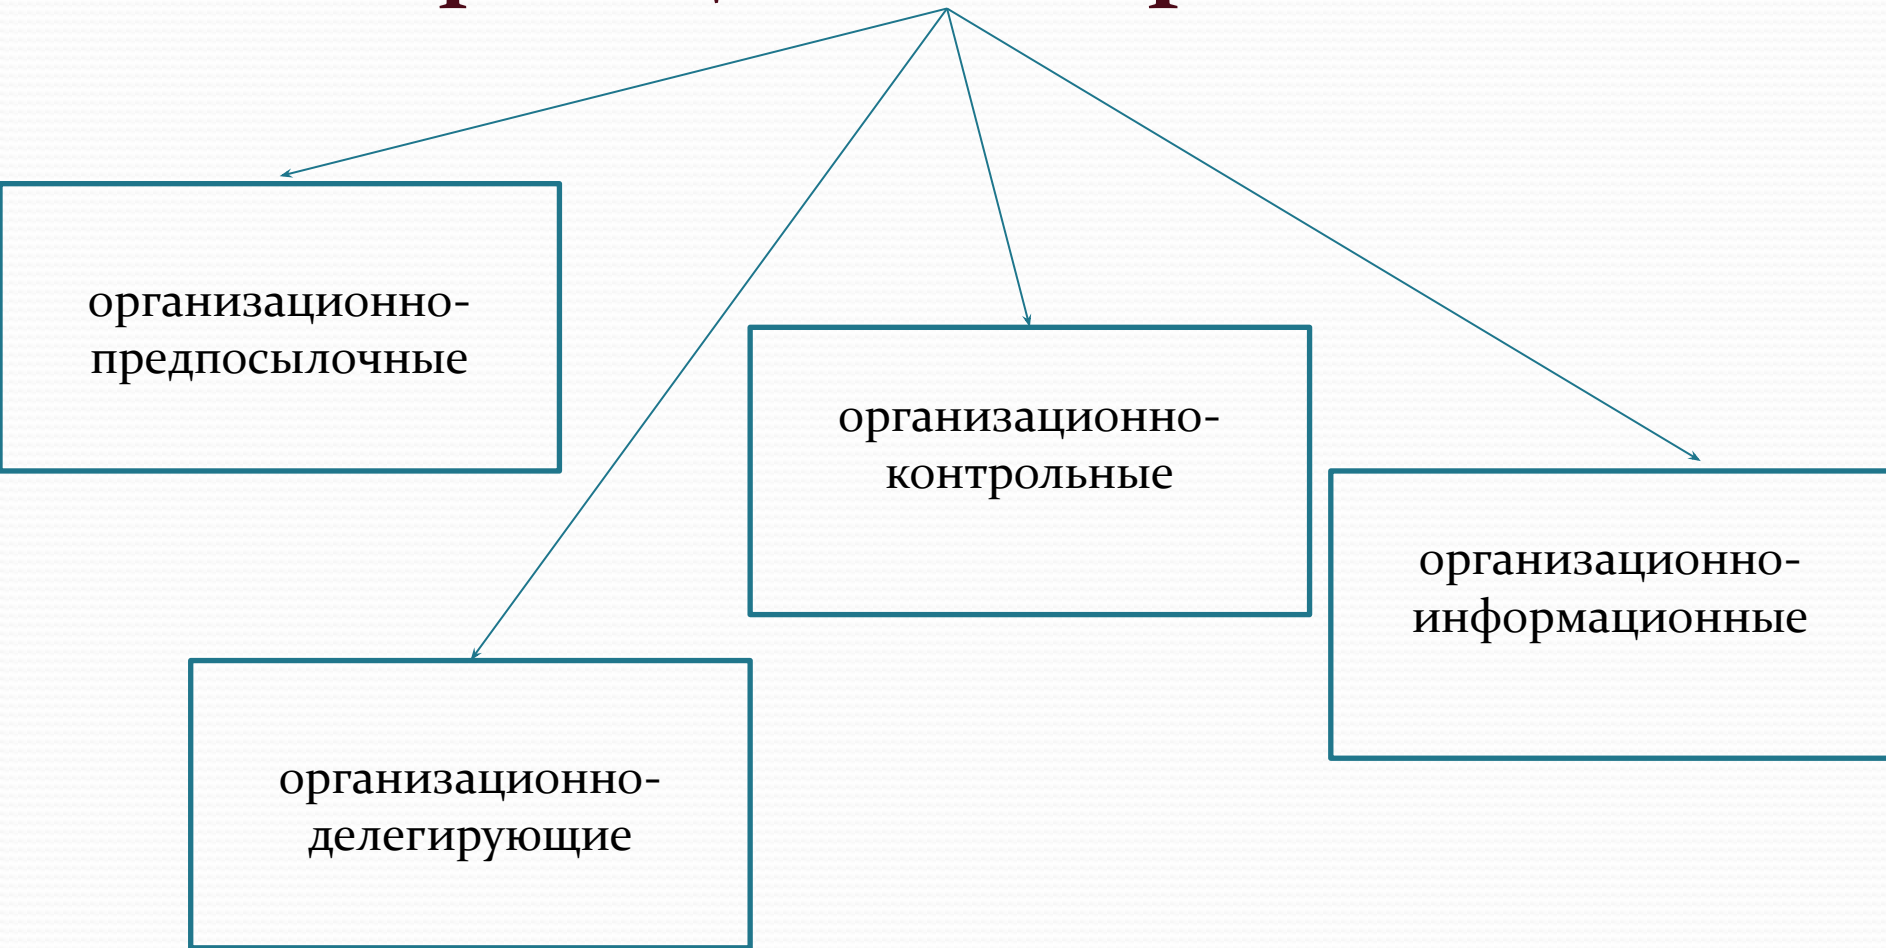 организационно-
предпосылочные
организационно-
контрольные
организационно-
информационные
организационно-
делегирующие